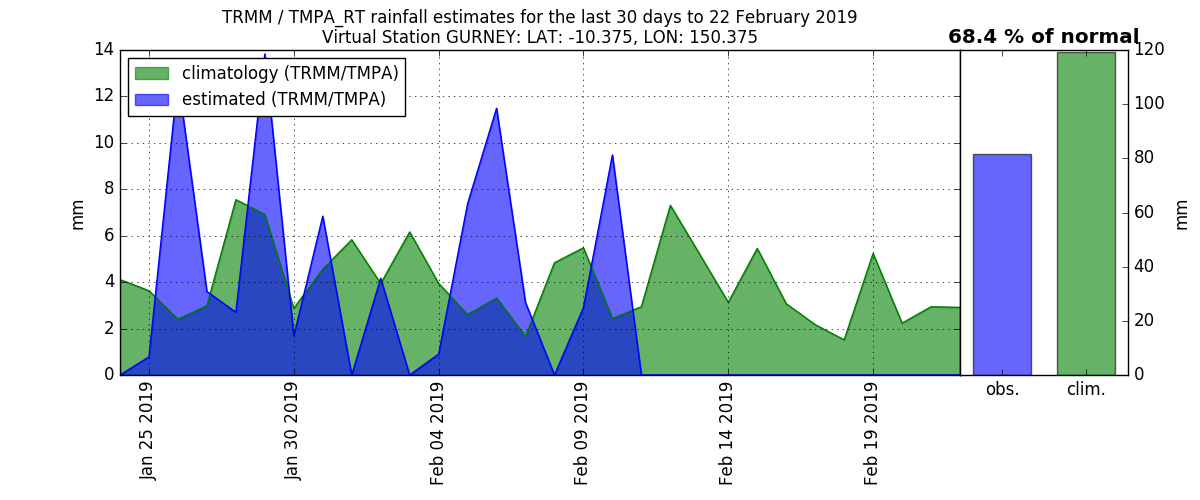 TRMM / TMPA_RT rainfall estimates for the last 30 days to 22 February 2019
Virtual Station GURNEY: LAT: -10.375, LON: 150.375
68.4 % of normal
climatology (TRMM/TMPA)
estimated (TRMM/TMPA)
14
12
10
8
6
4
2
0
mm
Jan 25 2019
Jan 30 2019
Feb 04 2019
Feb 09 2019
Feb 14 2019
Feb 19 2019
obs.
clim.
120
100
80
60
40
20
0
mm